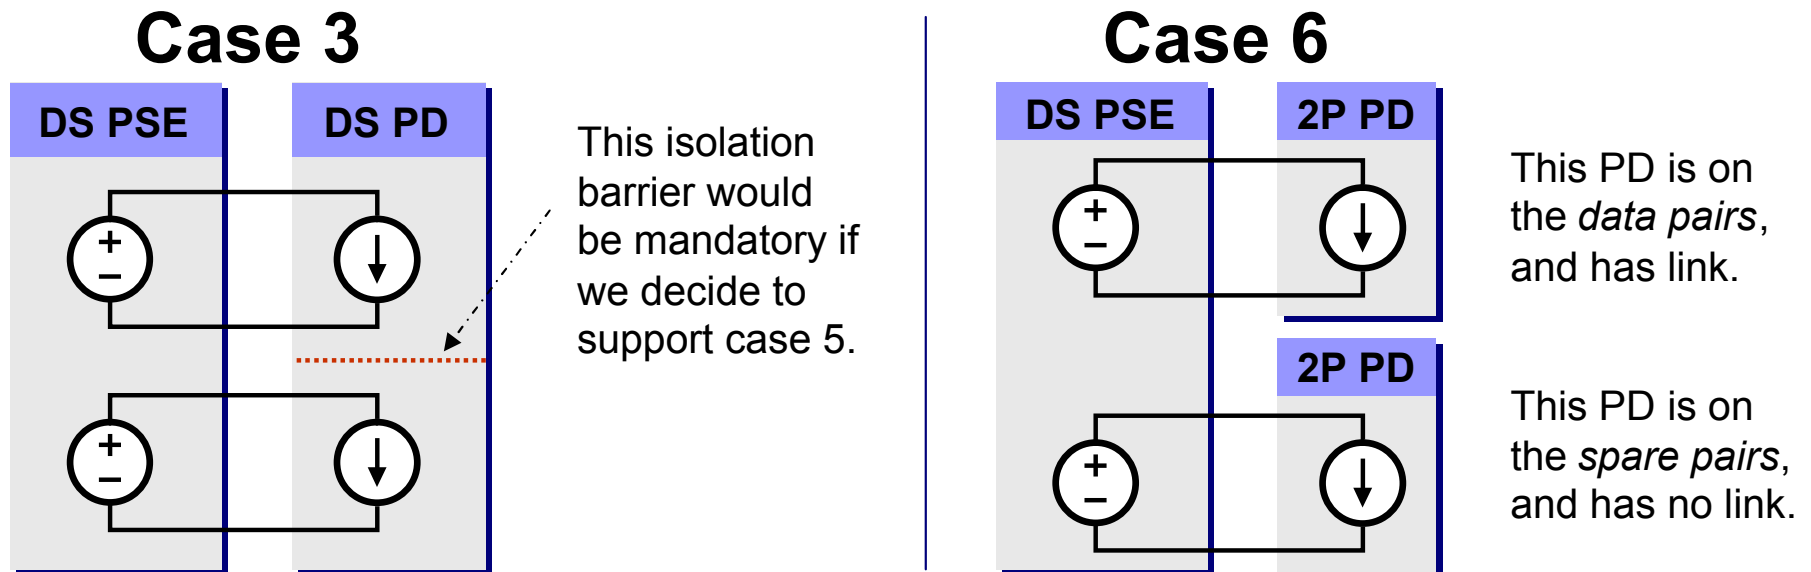 Case 3
DS PSE
DS PD
+
−
+
−
This isolation
barrier would
be mandatory if
we decide to
support case 5.
Case 6
DS PSE
2P PD
+
−
2P PD
+
−
This PD is on
the data pairs,
and has link.
This PD is on
the spare pairs,
and has no link.